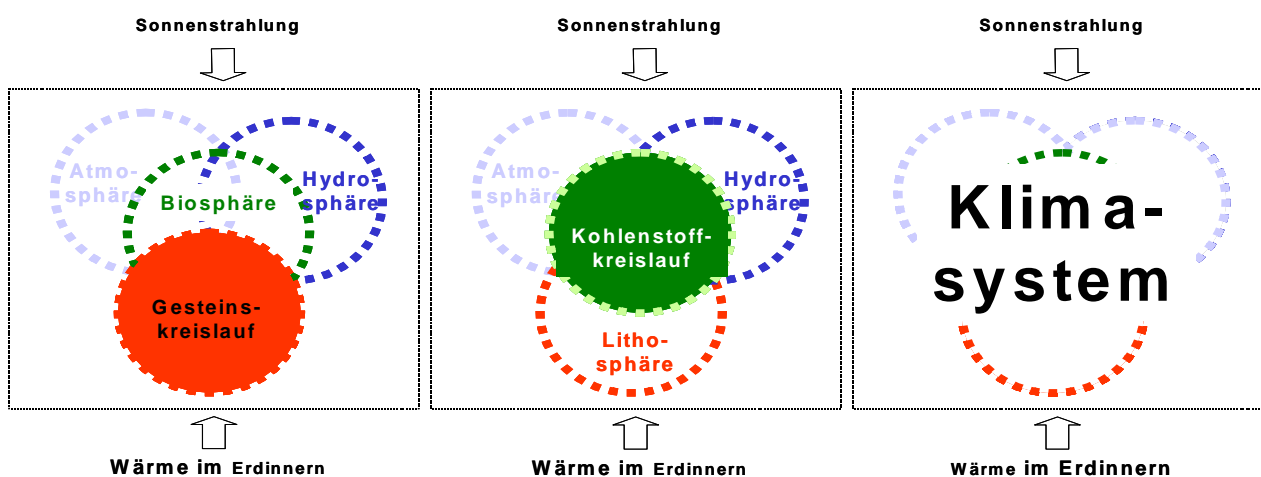 Sonnenstrahlung
Atmo-
sphäre
Hydro-
sphäre
Biosphäre
Gesteins-
kreislauf
Wärme im Erdinnern
Sonnenstrahlung
Atmo-
sphäre
Hydro-
sphäre
Kohlenstoff-
kreislauf
Litho-
sphäre
Wärme im Erdinnern
Sonnenstrahlung
Klima-
system
Wärme im Erdinnern